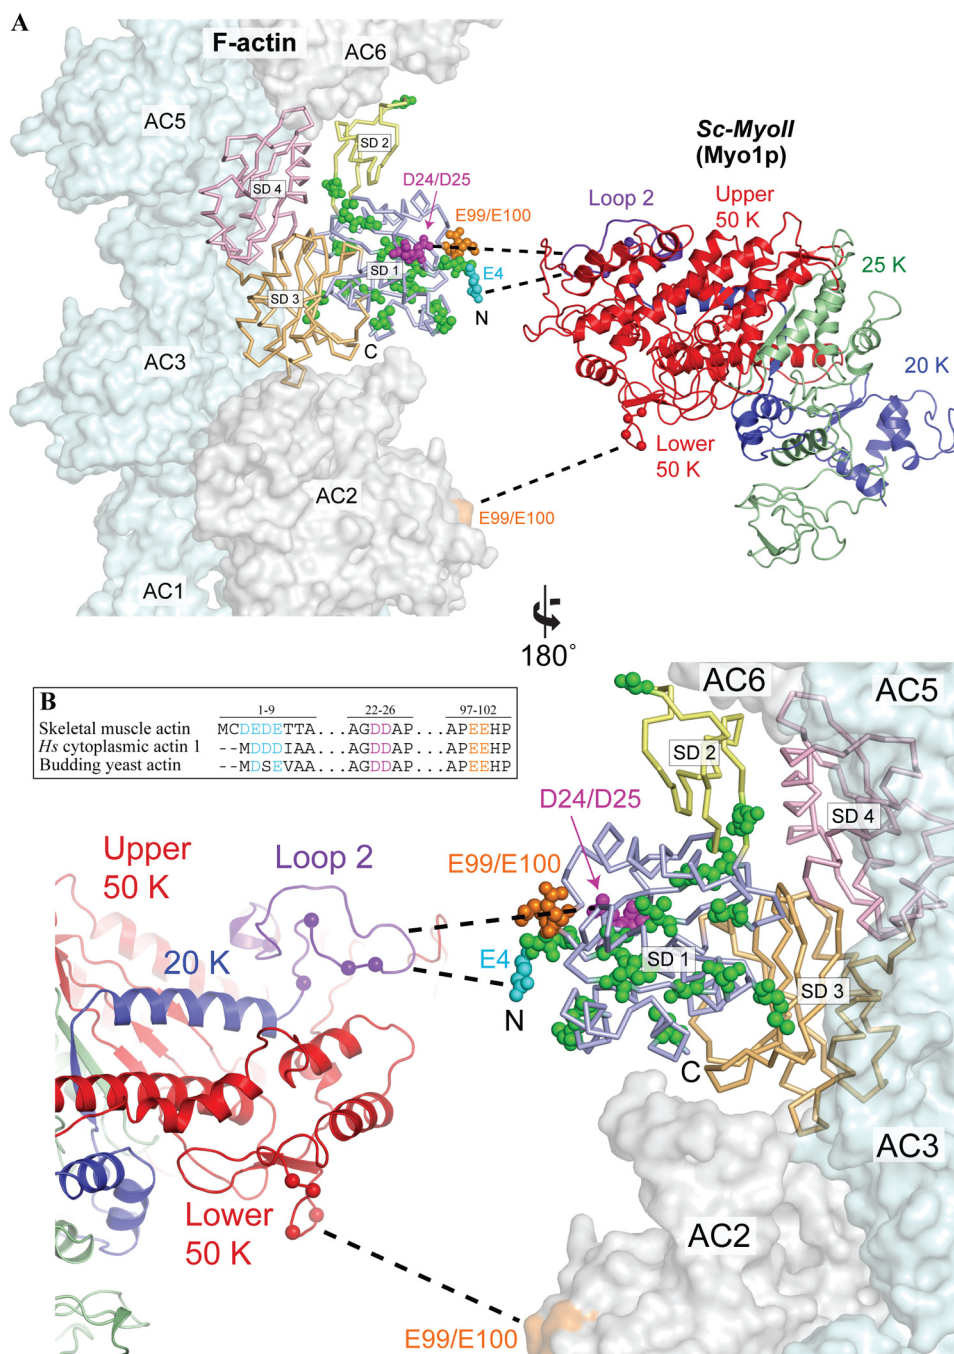 A
F-actin
AC6
AC5
SD 2
SD 4
Sc-MyoII
(Myo1p)
D24/D25
Loop 2
Upper
50 K
E99/E100
25 K
SD 1
E4
SD 3
N
C
AC3
20 K
Lower
50 K
AC2
E99/E100
AC1
180°
B
1-9 22-26 97-102
Skeletal muscle actin MCDEDETTA...AGDDAP...APEEHP
Hs cytoplasmic actin 1 --MDDDIAA...AGDDAP...APEEHP
Budding yeast actin --MDSEVAA...AGDDAP...APEEHP
AC6
AC5
SD 2
D24/D25
SD 4
Upper
50 K
Loop 2
E99/E100
20 K
E4
SD 1
SD 3
N
C
AC3
Lower
50 K
AC2
E99/E100